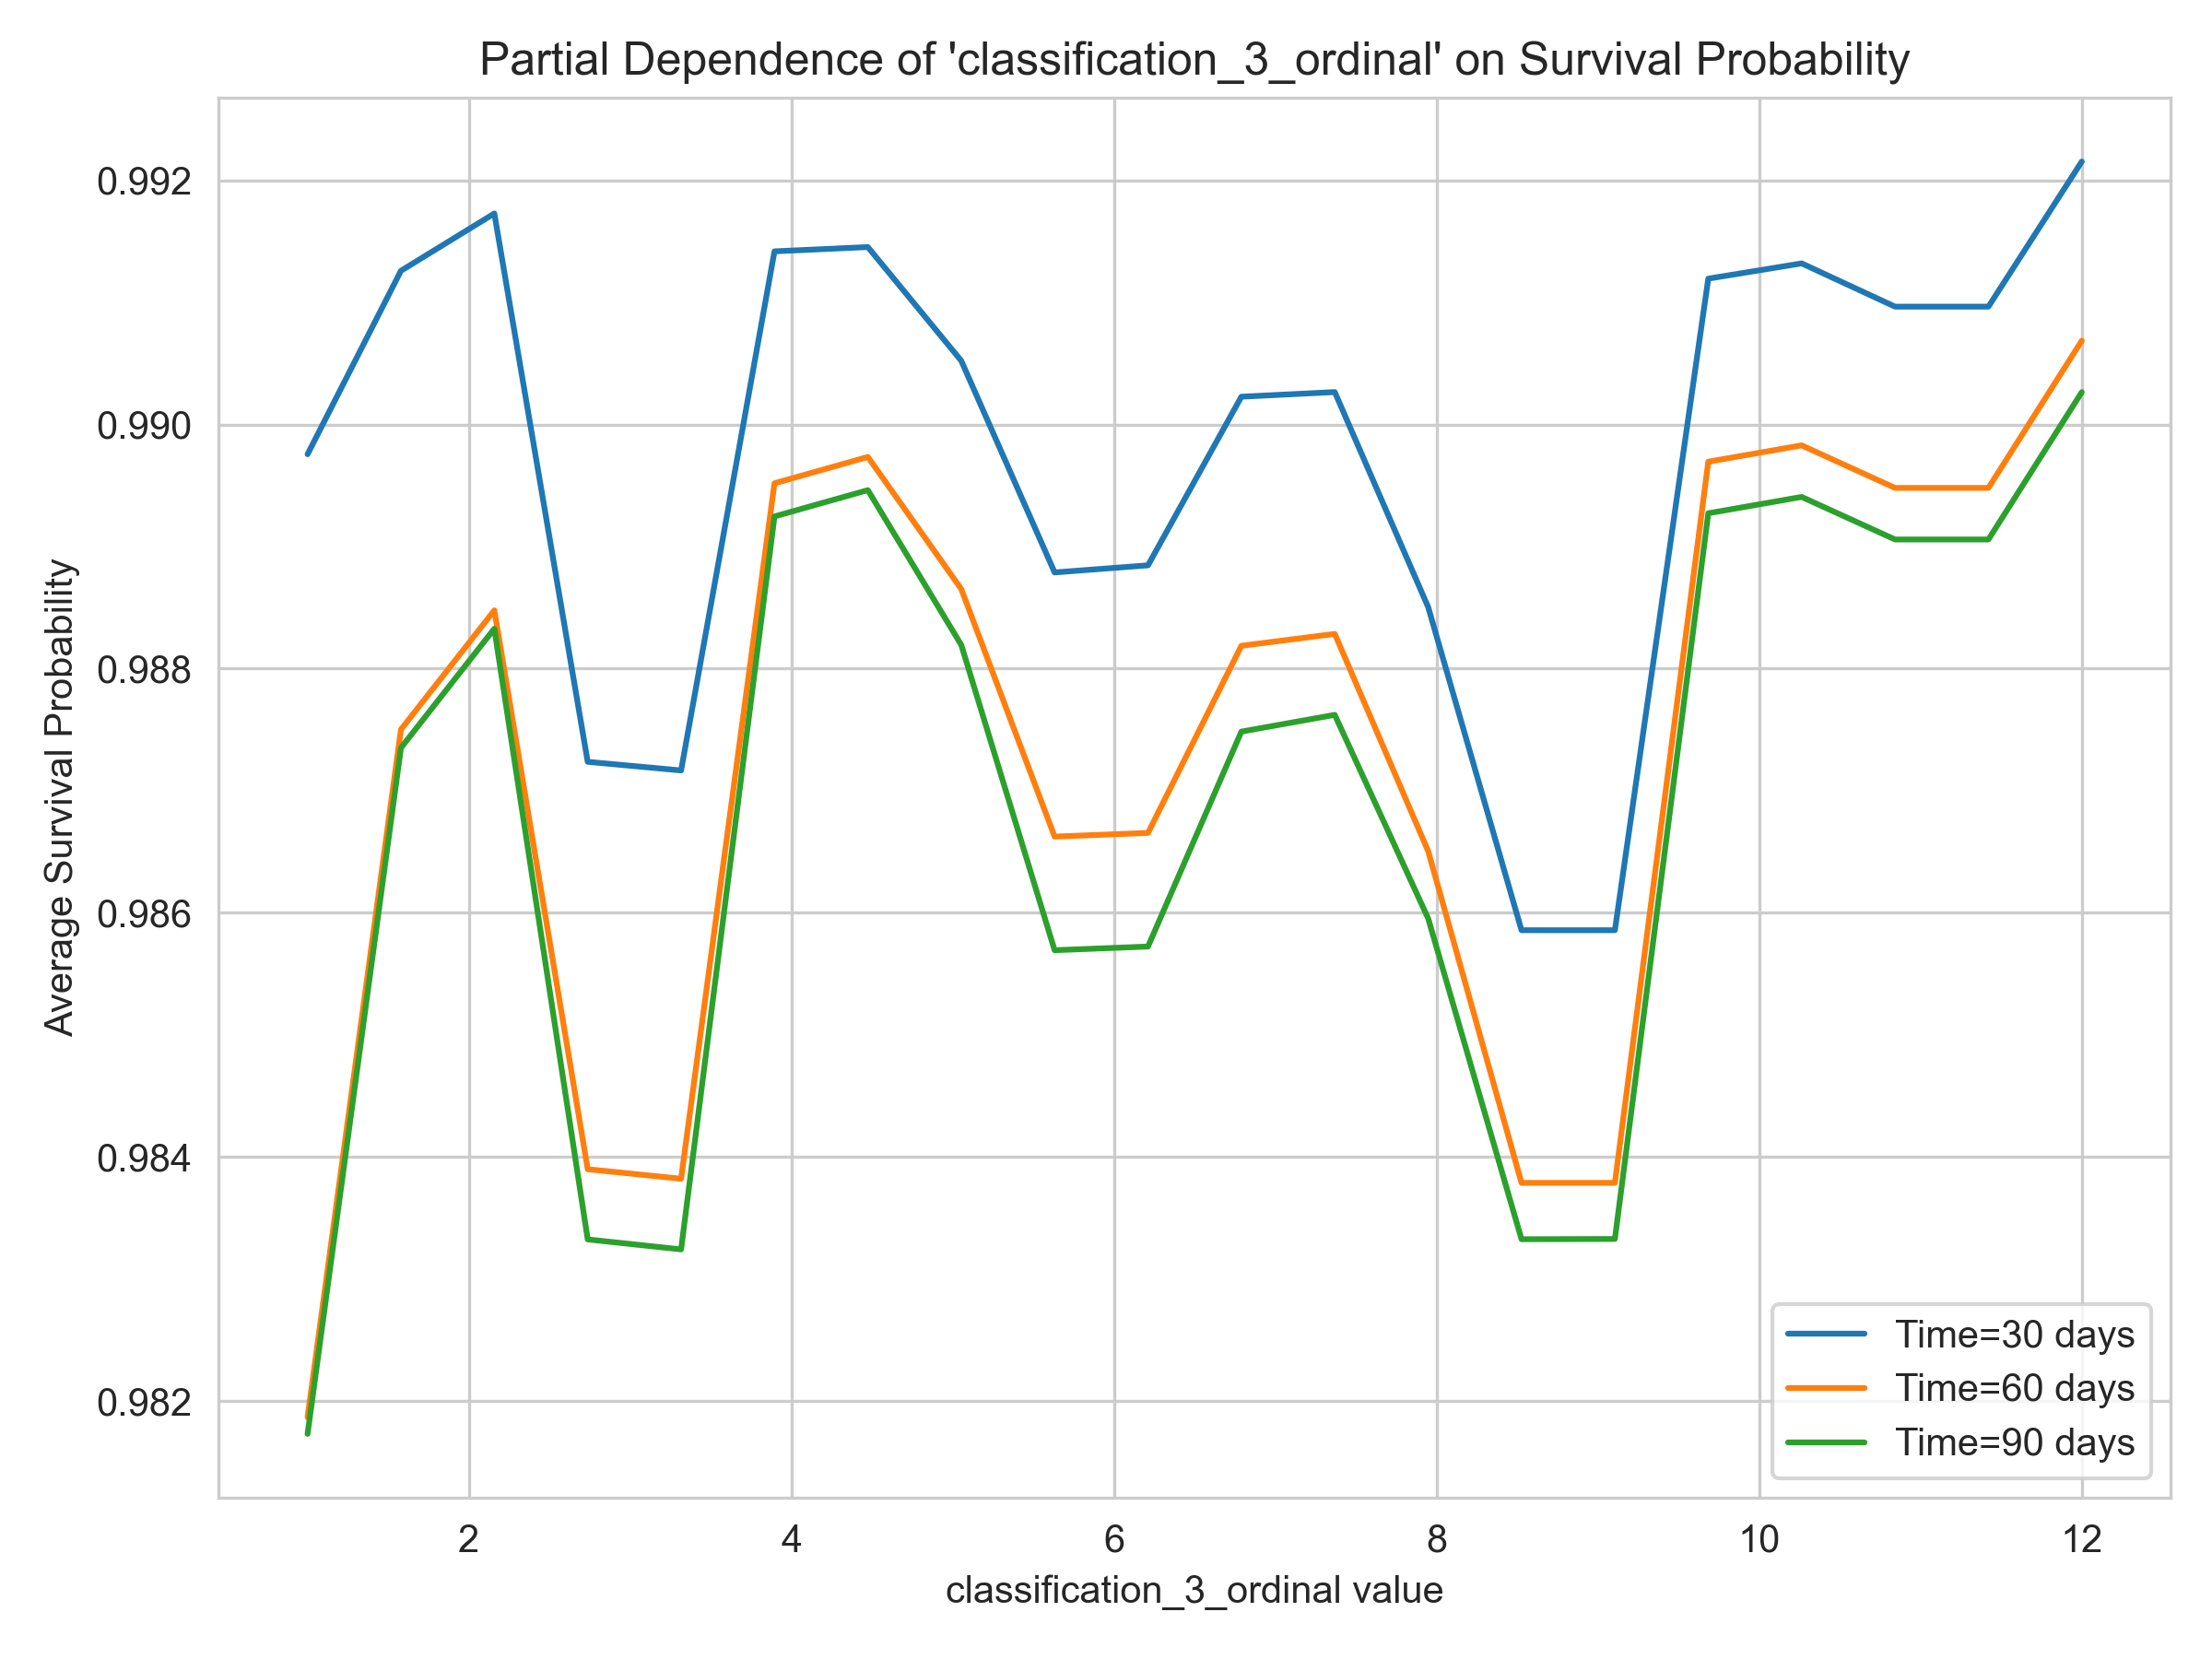 Partial Dependence of 'classification_3_ordinal' on Survival Probability
Average Survival Probability
0.992
0.990
0.988
0.986
0.984
0.982
2 4 6 8 10 12
classification_3_ordinal value
Time=30 days
Time=60 days
Time=90 days